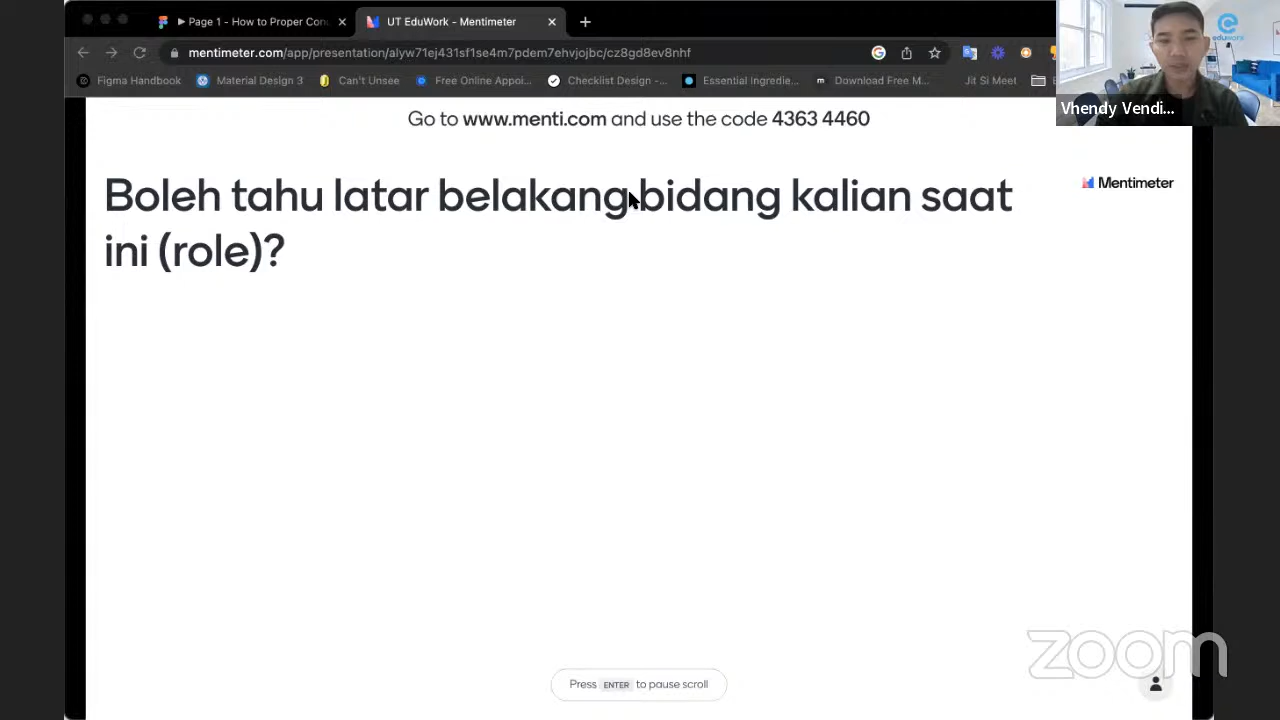 Page 1 - How to Proper Con
UT EduWork - Mentimeter
mentimeter.com/app/presentation/alyw71ej431sf1se4m7pdcm7ehvjojbc/cz8gd8ev8nhf
Figma Handbook
Material Design 3
Can't Unsee
Free Online Appoi...
Checklist Design -...
Essential Ingredie...
Download Free M...
Jit Si Meet
eduwork
Vhendy Vendi...
Go to www.menti.com and use the code 4363 4460
Mentimeter
Boleh tahu latar belakang bidang kalian saat
ini (role)?
Press ENTER to pause scroll
zoom